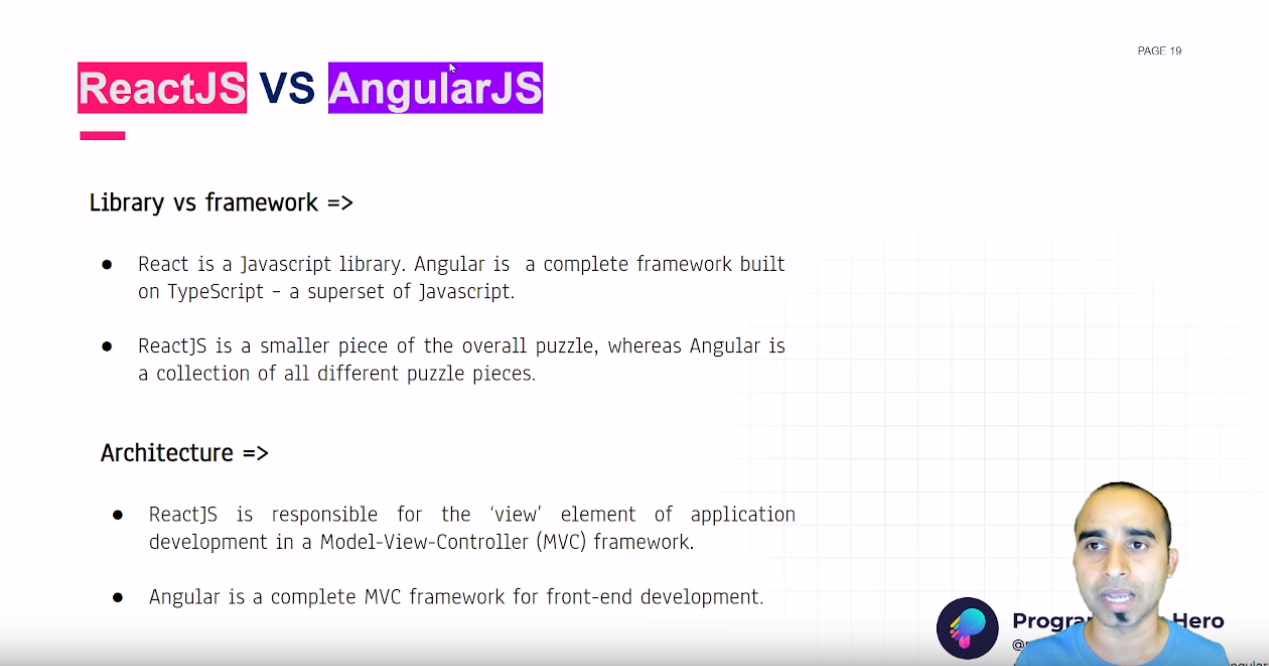 PAGE 19
ReactJS VS AngularJS
Library vs framework =>
● React is a Javascript library. Angular is a complete framework built
on TypeScript – a superset of Javascript.
● ReactJS is a smaller piece of the overall puzzle, whereas Angular is
a collection of all different puzzle pieces.
Architecture =>
● ReactJS is responsible for the ‘view’ element of application
development in a Model-View-Controller (MVC) framework.
● Angular is a complete MVC framework for front-end development.
Hero